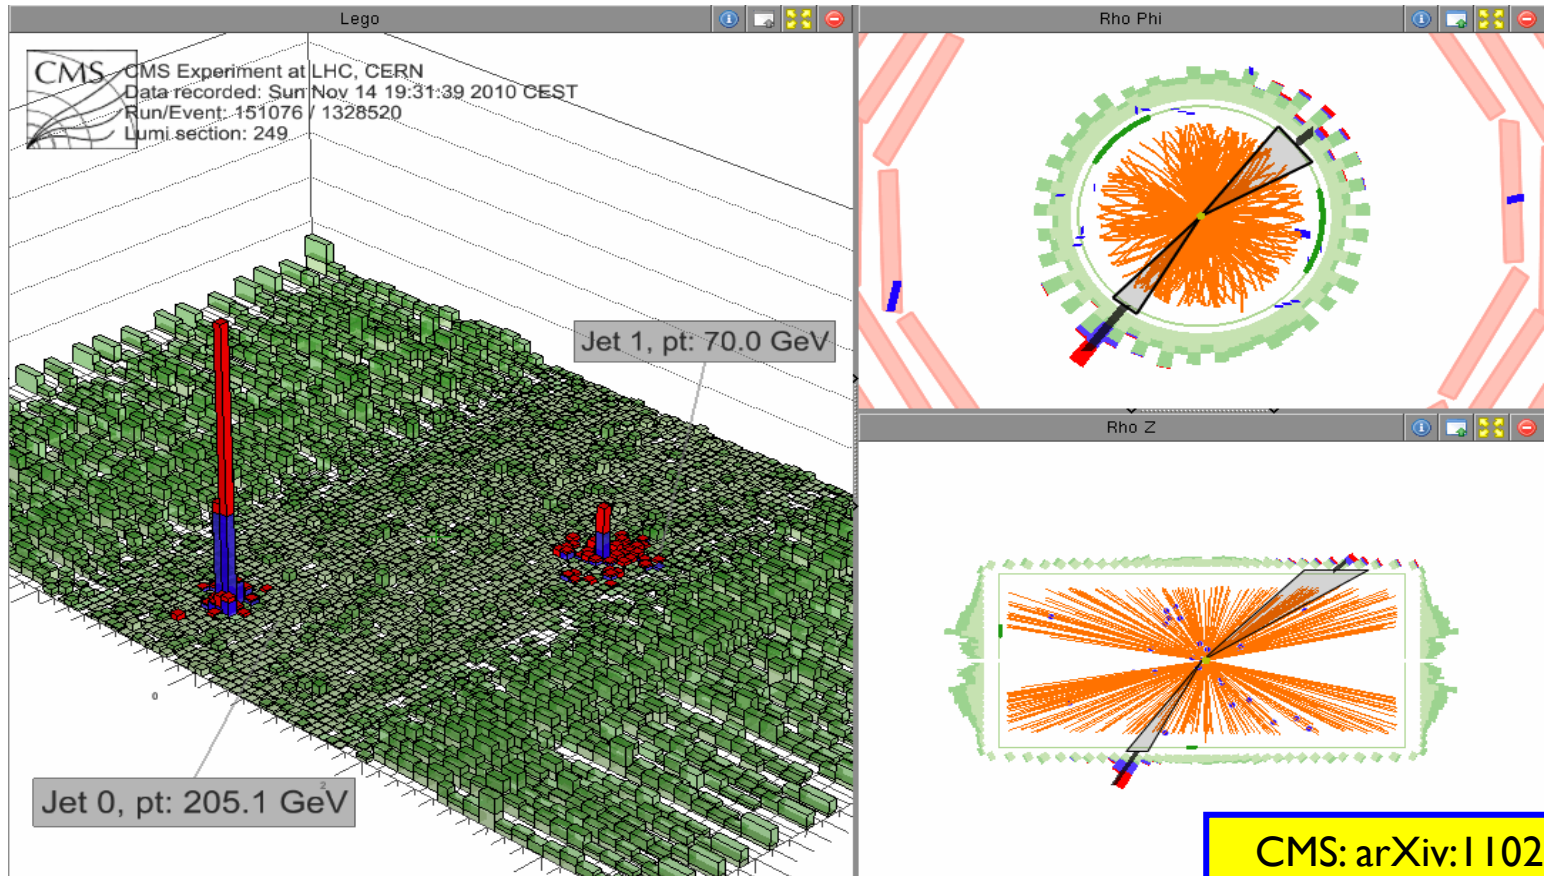 Lego
CMS
CMS Experiment at LHC, CERN
Data recorded: Sun Nov 14 19:31:39 2010 CEST
Run/Event: 151076 / 1328520
Lumi section: 249
Jet 1, pt: 70.0 GeV
0
2
Jet 0, pt: 205.1 GeV
Rho Phi
Rho Z
CMS: arXiv:1102